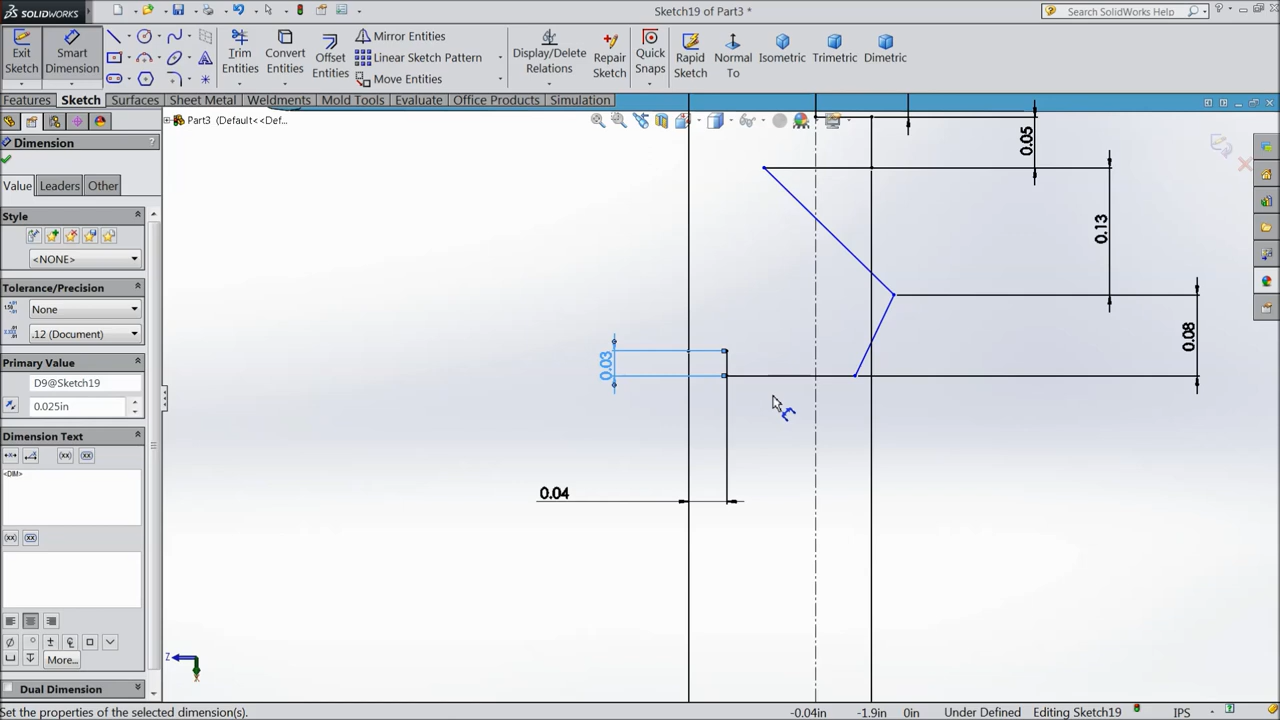 SOLIDWORKS
Sketch19 of Part3 *
Search SolidWorks Help
Exit Sketch
Smart Dimension
Trim Entities
Convert Entities
Offset Entities
Mirror Entities
Linear Sketch Pattern
Move Entities
Display/Delete Relations
Repair Sketch
Quick Snaps
Rapid Sketch
Normal To
Isometric
Trimetric
Dimetric
Features
Sketch
Surfaces
Sheet Metal
Weldments
Mold Tools
Evaluate
Office Products
Simulation
Part3 (Default<<Def...
Dimension
?
Value
Leaders
Other
Style
<NONE>
Tolerance/Precision
None
.12 (Document)
Primary Value
D9@Sketch19
0.025in
Dimension Text
<DIM>
More...
Dual Dimension
0.05
0.13
0.08
0.03
0.04
Z
Set the properties of the selected dimension(s).
-0.04in
-1.9in
0in
Under Defined
Editing Sketch19
IPS